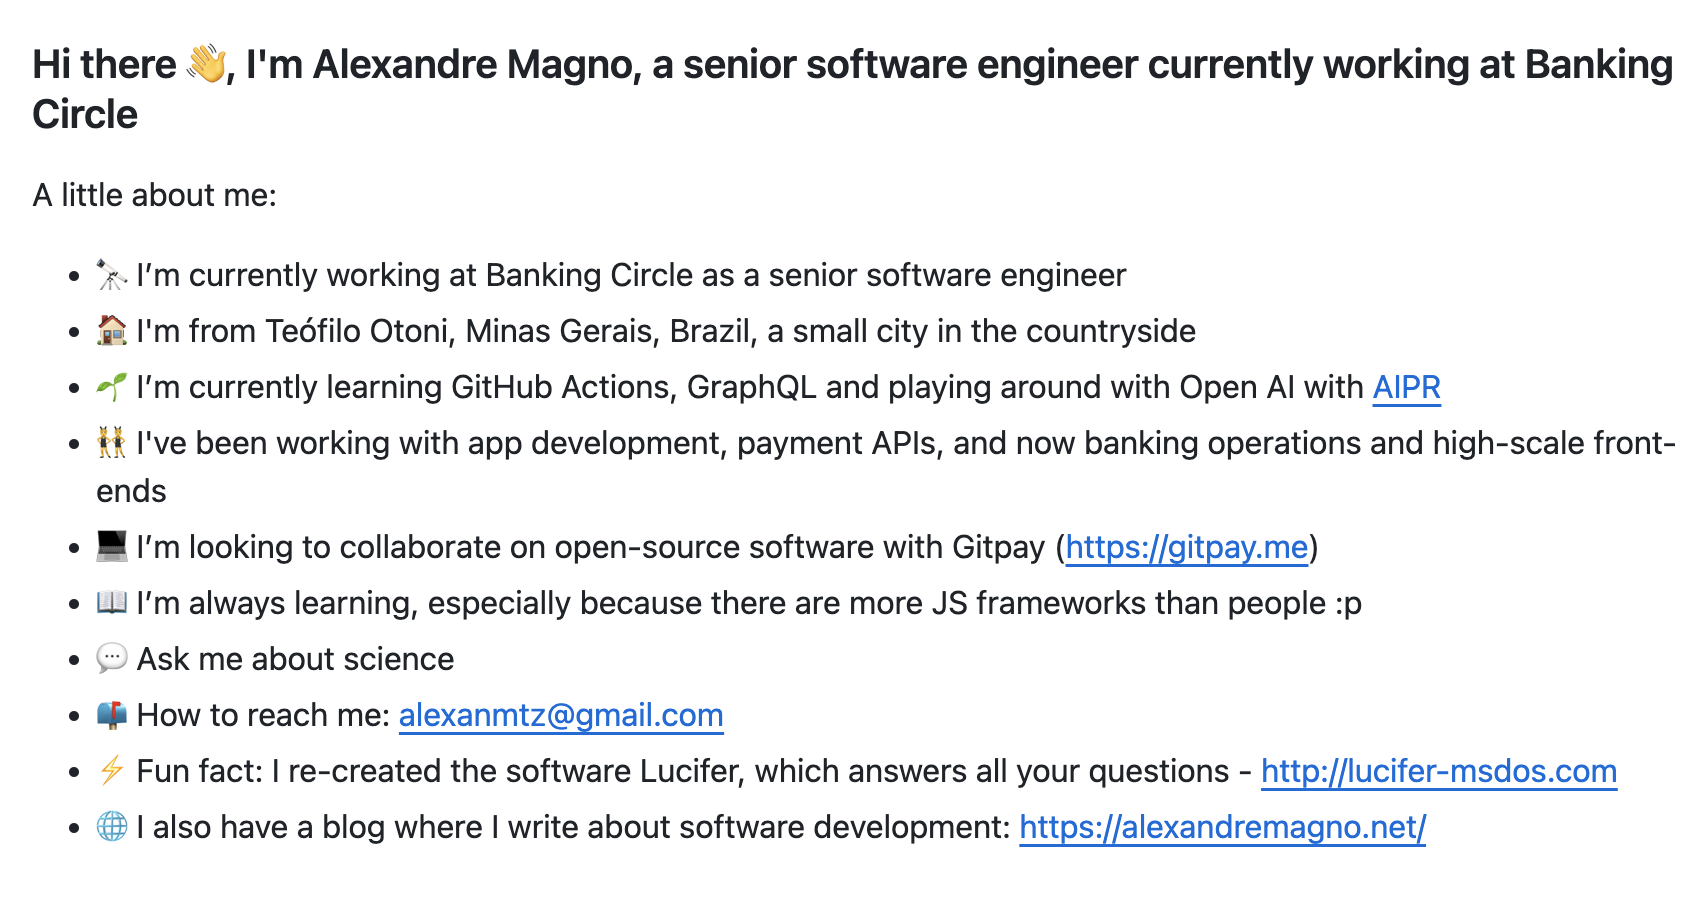 Hi there 👋, I'm Alexandre Magno, a senior software engineer currently working at Banking
Circle
A little about me:
• 🔭 I’m currently working at Banking Circle as a senior software engineer
• 🏠 I'm from Teófilo Otoni, Minas Gerais, Brazil, a small city in the countryside
• 🌱 I’m currently learning GitHub Actions, GraphQL and playing around with Open AI with AIPR
• 👯 I've been working with app development, payment APIs, and now banking operations and high-scale front-
ends
• 💻 I’m looking to collaborate on open-source software with Gitpay (https://gitpay.me)
• 📖 I’m always learning, especially because there are more JS frameworks than people :p
• 💬 Ask me about science
• 📫 How to reach me: alexanmtz@gmail.com
• ⚡ Fun fact: I re-created the software Lucifer, which answers all your questions - http://lucifer-msdos.com
• 🌐 I also have a blog where I write about software development: https://alexandremagno.net/